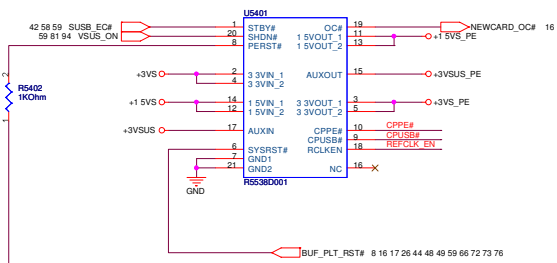 U5401
42 58 59 SUSB_EC# 1 STBY# OC# 19 NEWCARD_OC# 16
59 81 94 VSUS_ON 20 SHDN# 1 5VOUT_1 11 +1 5VS_PE
8 PERST# 1 5VOUT_2 13
2
R5402
1KOhm
1
+3VS 2 3 3VIN_1 AUXOUT 15 +3VSUS_PE
4 3 3VIN_2
+1 5VS 14 1 5VIN_1 3 3VOUT_1 3 +3VS_PE
12 1 5VIN_2 3 3VOUT_2 5
+3VSUS 17 AUXIN CPPE# 10 CPPE#
CPUSB# 9 CPUSB#
6 SYSRST# RCLKEN 18 REFCLK_EN
7 GND1
21 GND2 NC 16
GND
R5538D001
BUF_PLT_RST# 8 16 17 26 44 48 49 59 66 72 73 76